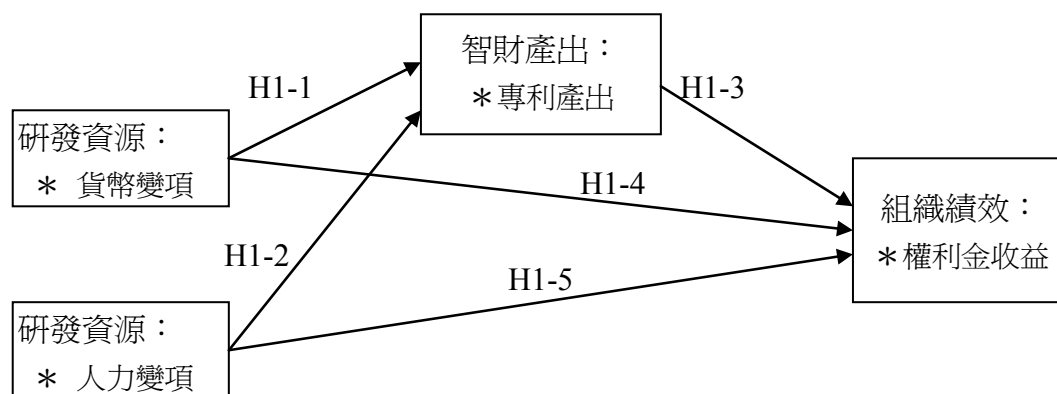 智財產出：
＊專利產出
H1-1
H1-3
研發資源：
＊ 貨幣變項
H1-4
組織績效：
＊權利金收益
H1-2
H1-5
研發資源：
＊ 人力變項